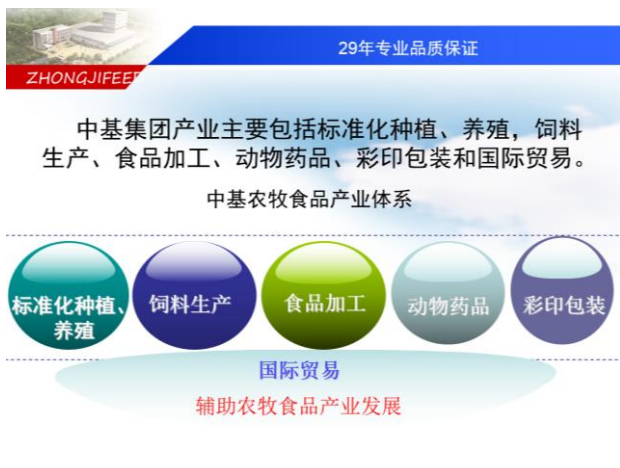 29年专业品质保证
ZHONGJIFEED
中基集团产业主要包括标准化种植、养殖，饲料
生产、食品加工、动物药品、彩印包装和国际贸易。
中基农牧食品产业体系
标准化种植、
养殖
饲料生产
食品加工
动物药品
彩印包装
国际贸易
辅助农牧食品产业发展